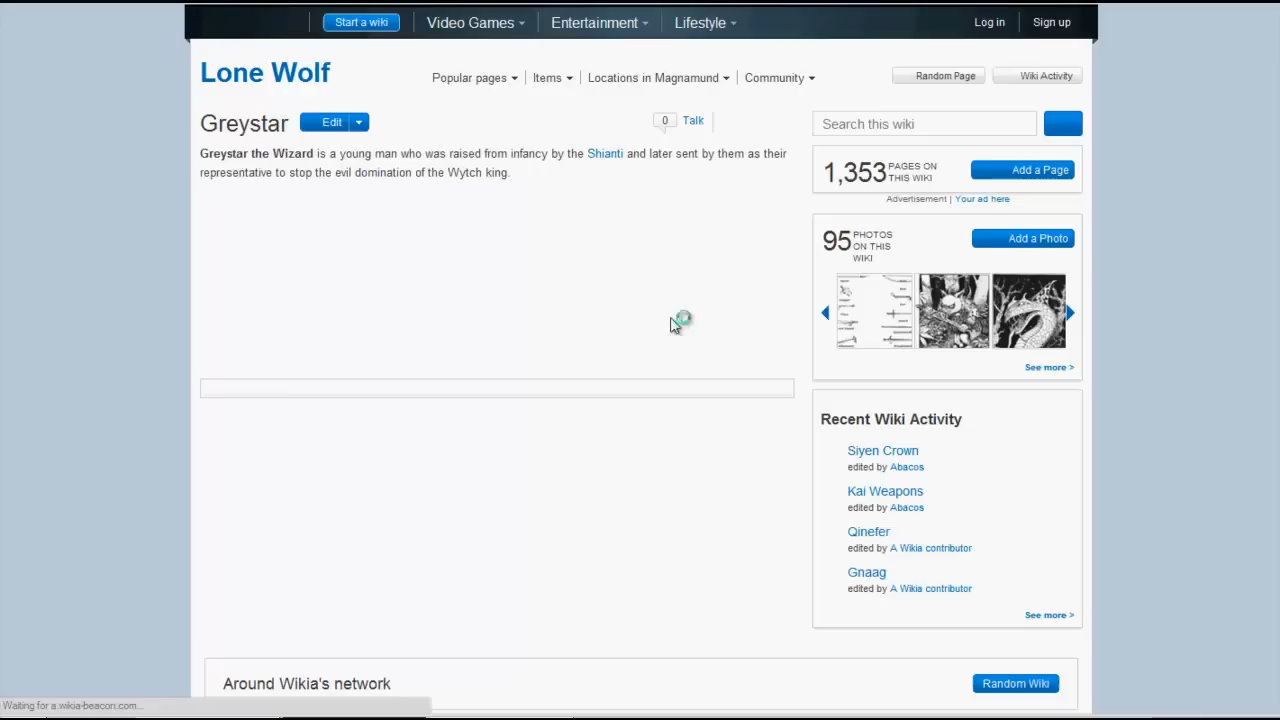 Start a wiki
Video Games
Entertainment
Lifestyle
Log in
Sign up
Lone Wolf
Popular pages
Items
Locations in Magnamund
Community
Random Page
Wiki Activity
Greystar
Edit
0
Talk
Search this wiki
Greystar the Wizard is a young man who was raised from infancy by the Shianti and later sent by them as their
representative to stop the evil domination of the Wytch king.
1,353
PAGES ON
THIS WIKI
Add a Page
Advertisement | Your ad here
95
PHOTOS
ON THIS
WIKI
Add a Photo
See more >
Recent Wiki Activity
Siyen Crown
edited by Abacos
Kai Weapons
edited by Abacos
Qinefer
edited by A Wikia contributor
Gnaag
edited by A Wikia contributor
See more >
Around Wikia's network
Random Wiki
Waiting for a.wikia-beacon.com...